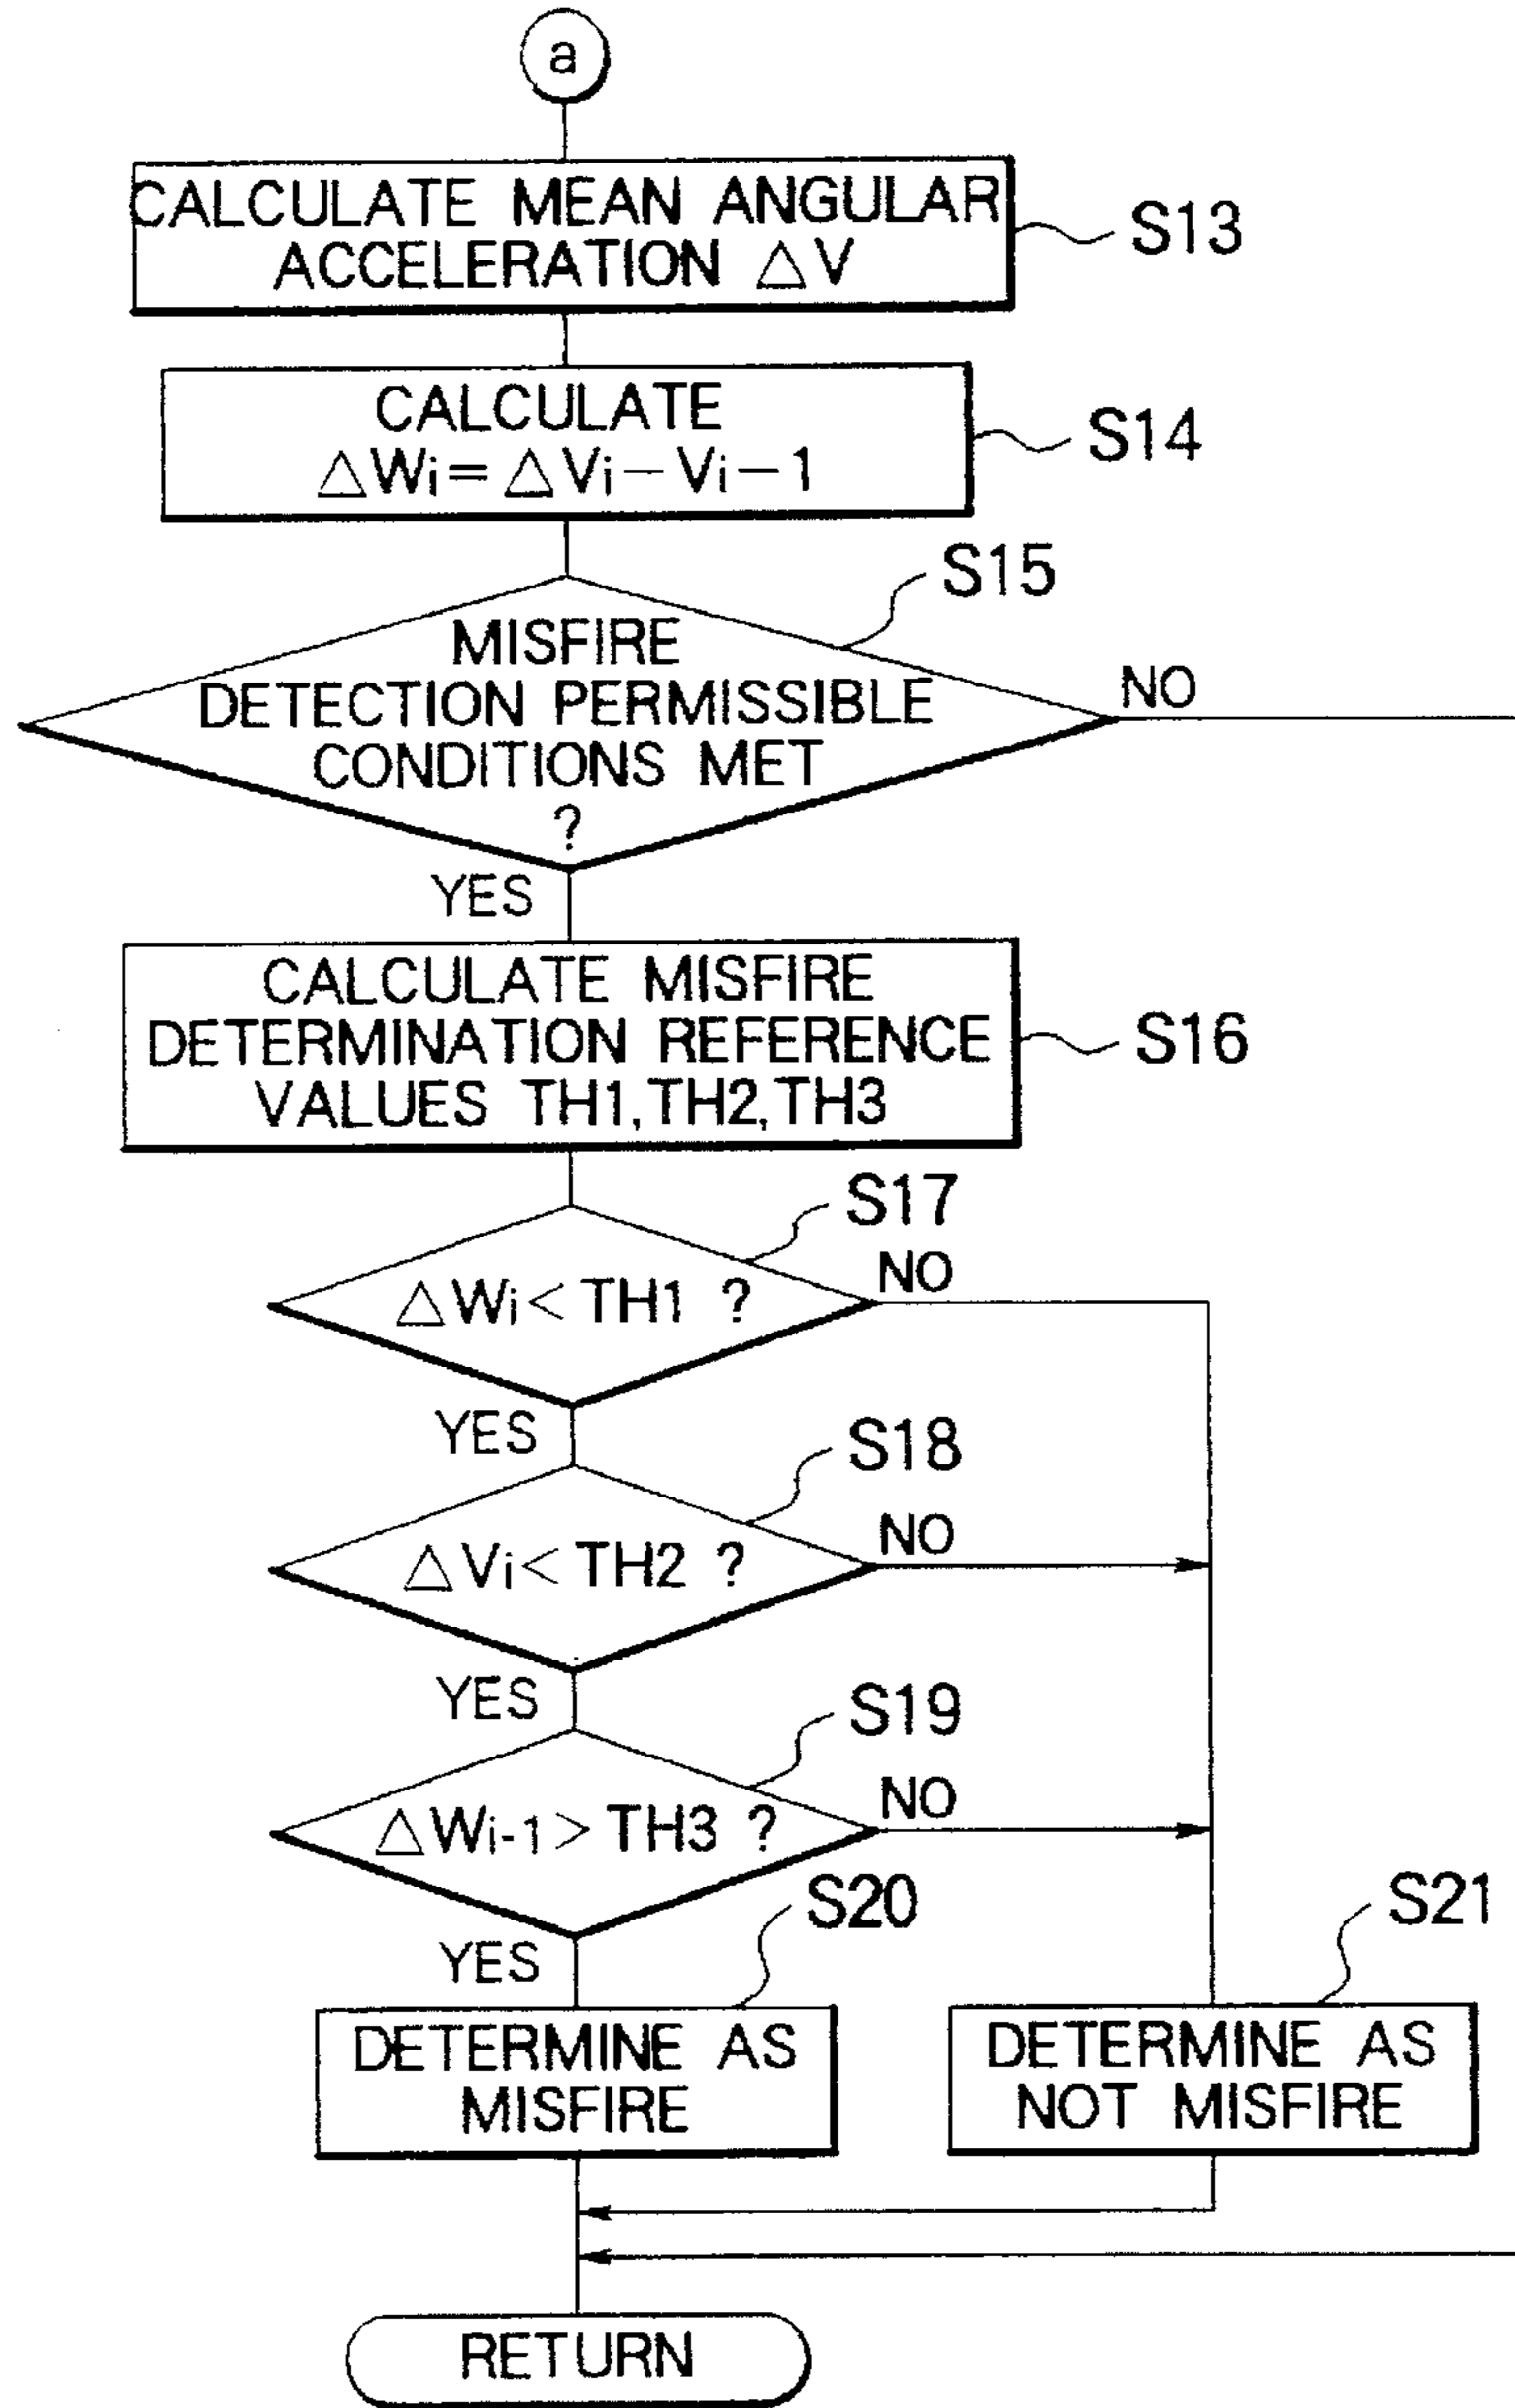 a
CALCULATE MEAN ANGULAR
ACCELERATION △V
S13
CALCULATE
△Wi=△Vi-Vi-1
S14
S15
MISFIRE
DETECTION PERMISSIBLE
CONDITIONS MET
?
NO
YES
CALCULATE MISFIRE
DETERMINATION REFERENCE
VALUES TH1,TH2,TH3
S16
S17
△Wi<TH1 ?
NO
YES
S18
△Vi<TH2 ?
NO
YES
S19
△Wi-1>TH3 ?
NO
YES
S20
DETERMINE AS
MISFIRE
S21
DETERMINE AS
NOT MISFIRE
RETURN